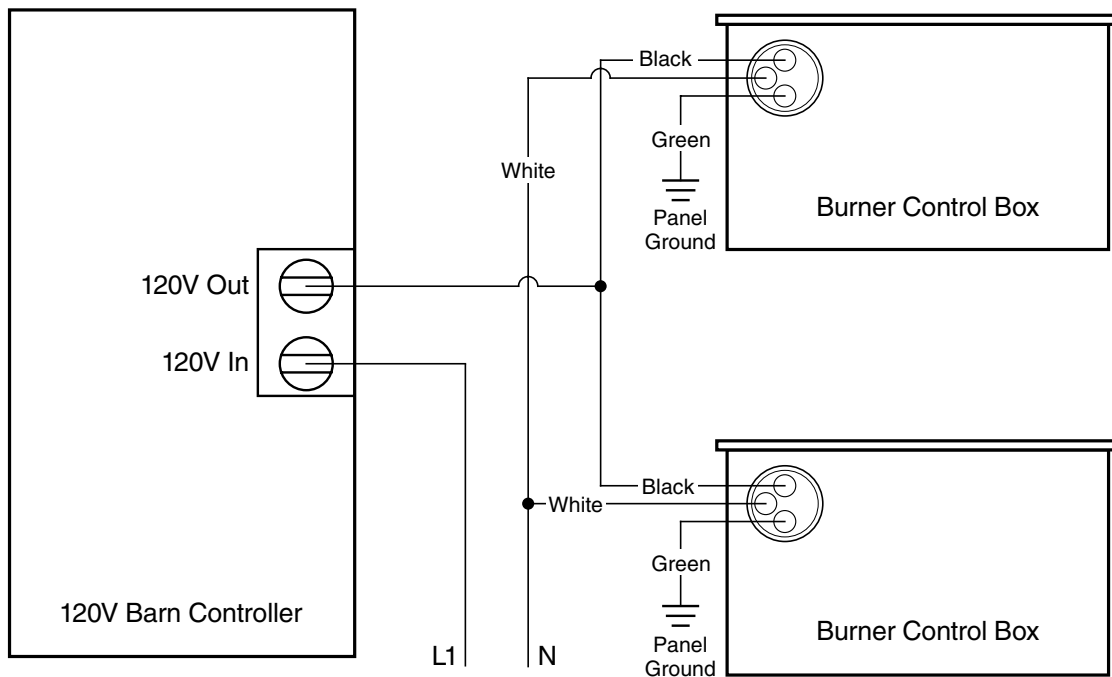 Black
Green
White
Panel
Ground
Burner Control Box
120V Out
120V In
Black
White
Green
Panel
Ground
Burner Control Box
120V Barn Controller
L1
N